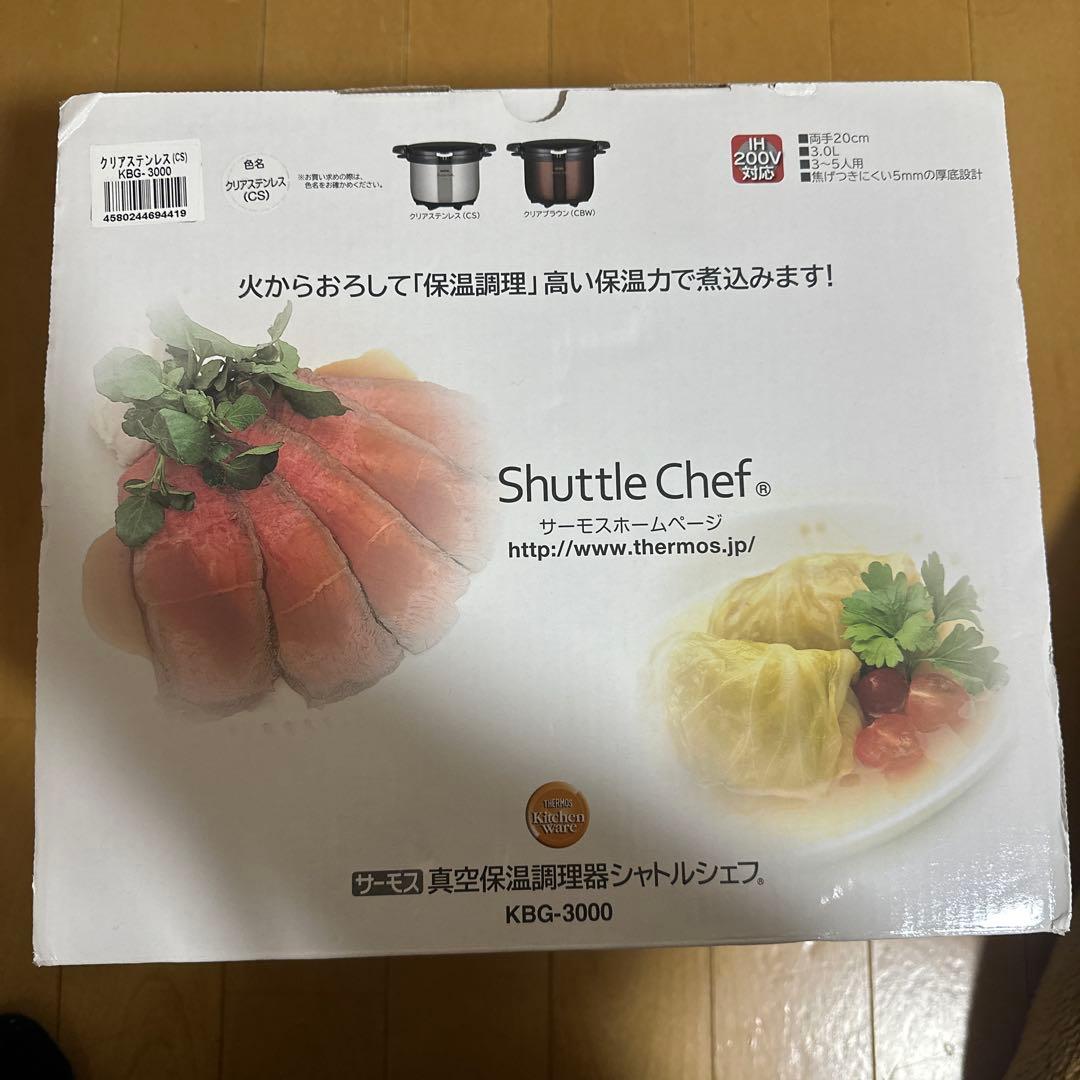 クリアステンレス(CS)
KBG-3000
4580244694419
色名
クリアステンレス
(CS)
※お買い求めの際は、
色名をお確かめください。
クリアステンレス(CS)
クリアブラウン(CBW)
IH
200V
対応
■両手20cm
■3.0L
■3~5人用
■焦げつきにくい5mmの厚底設計
火からおろして「保温調理」高い保温力で煮込みます!
Shuttle Chef®
サーモスホームページ
http://www.thermos.jp/
THERMOS
Kitchen
ware
サーモス 真空保温調理器シャトルシェフ®
KBG-3000